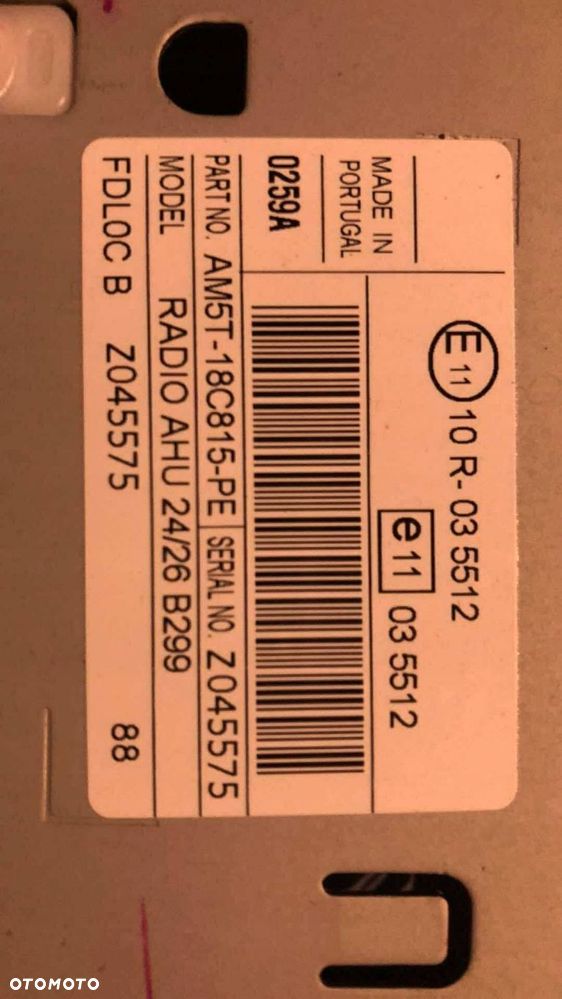 MADE IN
PORTUGAL
E 11 10 R- 03 5512
e 11 03 5512
0259A
PART NO. AM5T-18C815-PE SERIAL NO. Z045575
MODEL RADIO AHU 24/26 B299
FDLOC B Z045575 88
OTOMOTO